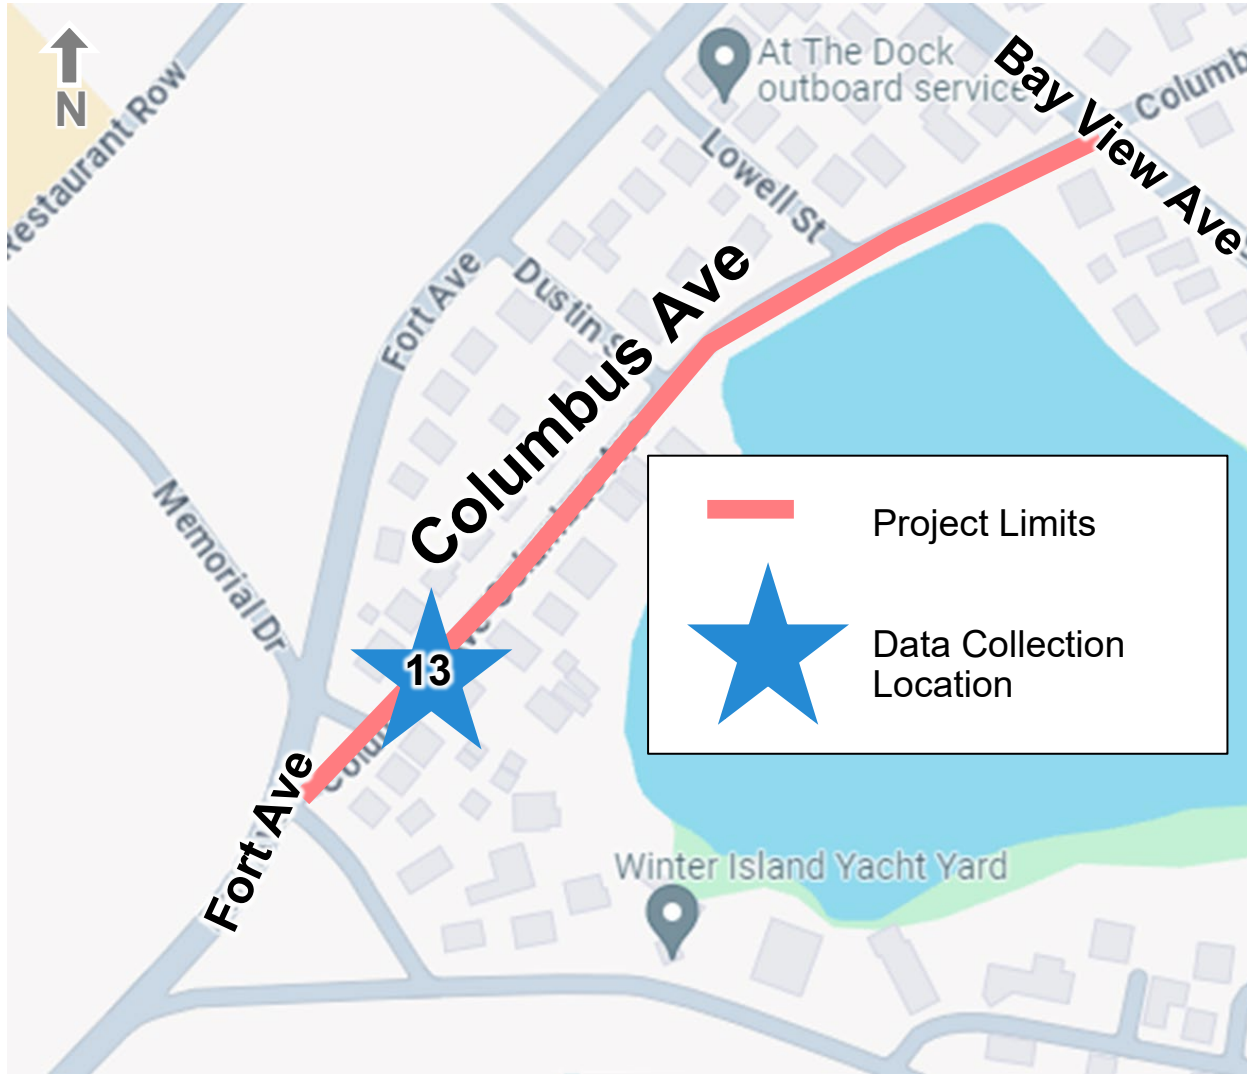 N
Restaurant Row
At The Dock
outboard service
Bay View Ave
Columb
Lowell St
Fort Ave
Dustin S
Columbus Ave
Memorial Dr
13
Fort Ave
Project Limits
Data Collection
Location
Winter Island Yacht Yard